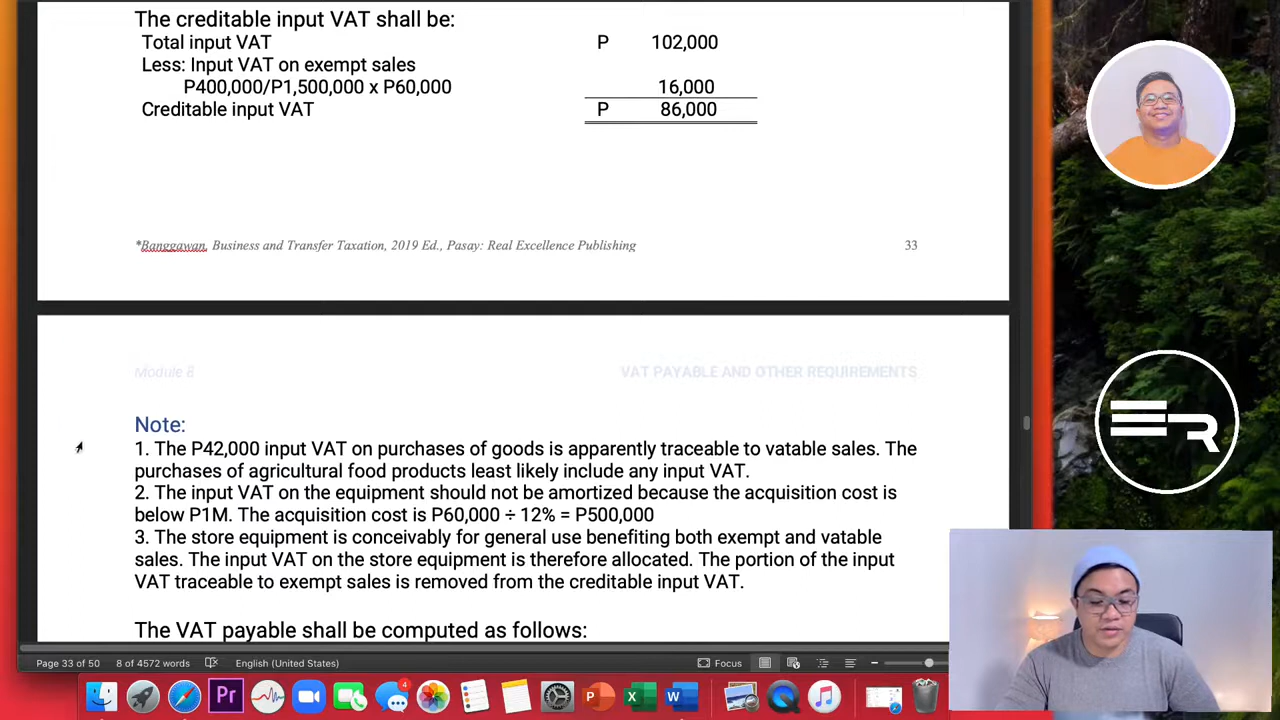 The creditable input VAT shall be:
Total input VAT P 102,000
Less: Input VAT on exempt sales
P400,000/P1,500,000 x P60,000 16,000
Creditable input VAT P 86,000
*Banggawan, Business and Transfer Taxation, 2019 Ed., Pasay: Real Excellence Publishing 33
Module 8 VAT PAYABLE AND OTHER REQUIREMENTS
Note:
1. The P42,000 input VAT on purchases of goods is apparently traceable to vatable sales. The
purchases of agricultural food products least likely include any input VAT.
2. The input VAT on the equipment should not be amortized because the acquisition cost is
below P1M. The acquisition cost is P60,000 ÷ 12% = P500,000
3. The store equipment is conceivably for general use benefiting both exempt and vatable
sales. The input VAT on the store equipment is therefore allocated. The portion of the input
VAT traceable to exempt sales is removed from the creditable input VAT.
The VAT payable shall be computed as follows:
Page 33 of 50 8 of 4572 words English (United States) Focus
Pr 4 P X W
ER